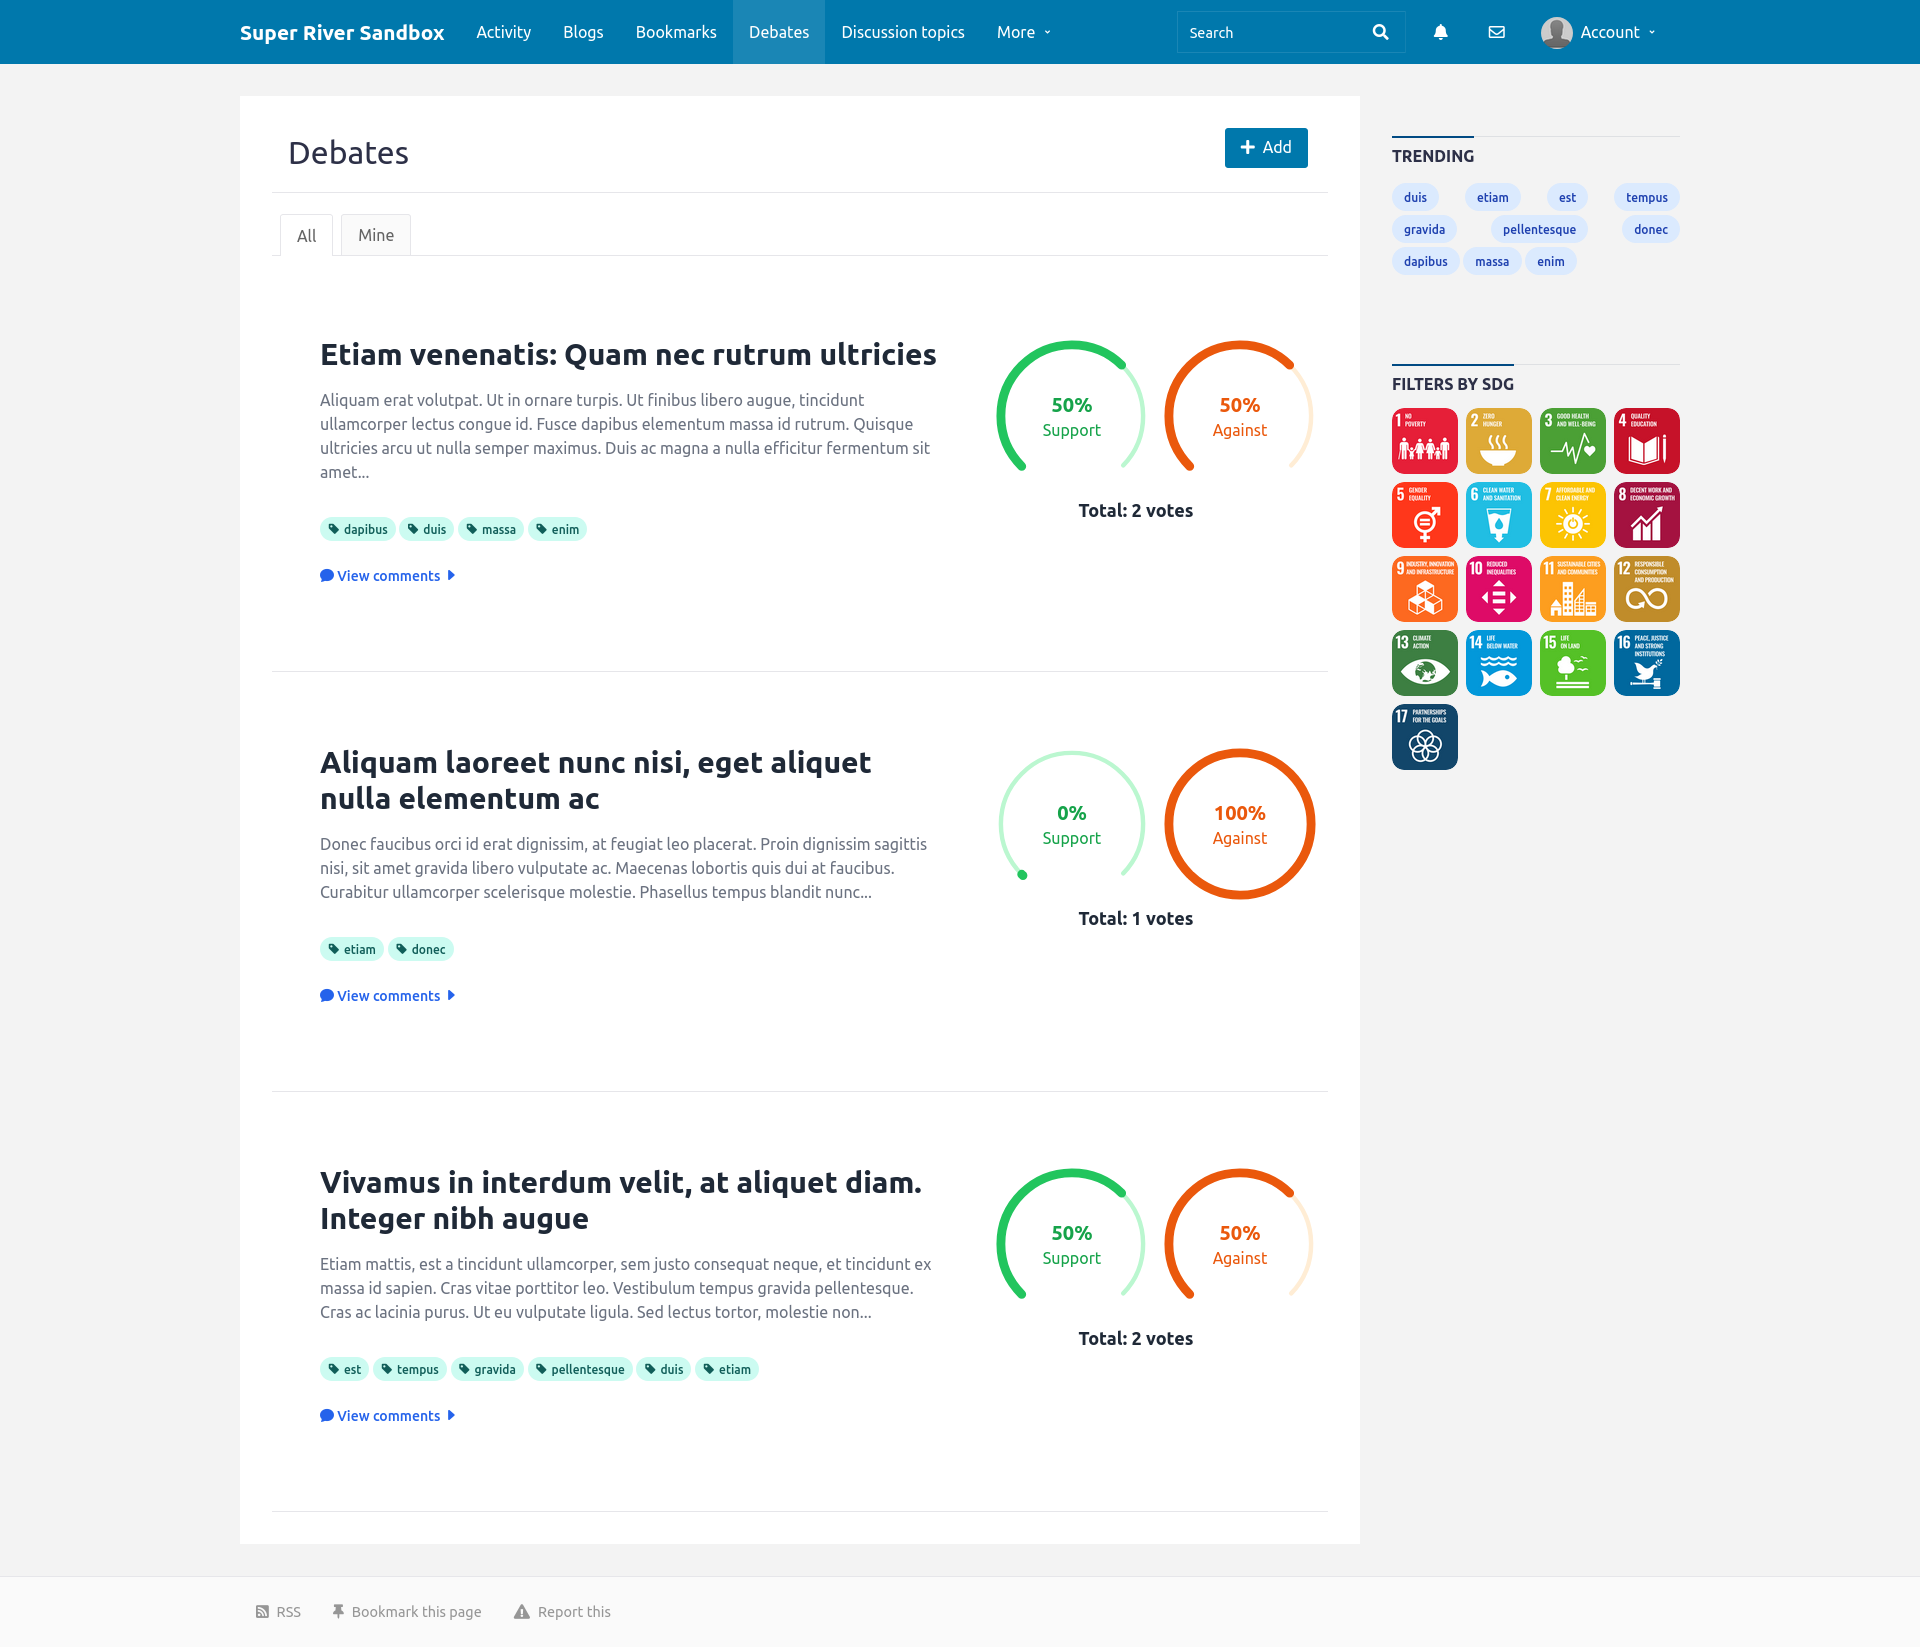 Super River Sandbox
Activity
Blogs
Bookmarks
Debates
Discussion topics
More
Search
Account
Debates
Add
All
Mine
Etiam venenatis: Quam nec rutrum ultricies
Aliquam erat volutpat. Ut in ornare turpis. Ut finibus libero augue, tincidunt
ullamcorper lectus congue id. Fusce dapibus elementum massa id rutrum. Quisque
ultricies arcu ut nulla semper maximus. Duis ac magna a nulla efficitur fermentum sit
amet...
dapibus
duis
massa
enim
View comments
50%
Support
50%
Against
Total: 2 votes
Aliquam laoreet nunc nisi, eget aliquet
nulla elementum ac
Donec faucibus orci id erat dignissim, at feugiat leo placerat. Proin dignissim sagittis
nisi, sit amet gravida libero vulputate ac. Maecenas lobortis quis dui at faucibus.
Curabitur ullamcorper scelerisque molestie. Phasellus tempus blandit nunc...
etiam
donec
View comments
0%
Support
100%
Against
Total: 1 votes
Vivamus in interdum velit, at aliquet diam.
Integer nibh augue
Etiam mattis, est a tincidunt ullamcorper, sem justo consequat neque, et tincidunt ex
massa id sapien. Cras vitae porttitor leo. Vestibulum tempus gravida pellentesque.
Cras ac lacinia purus. Ut eu vulputate ligula. Sed lectus tortor, molestie non...
est
tempus
gravida
pellentesque
duis
etiam
View comments
50%
Support
50%
Against
Total: 2 votes
TRENDING
duis
etiam
est
tempus
gravida
pellentesque
donec
dapibus
massa
enim
FILTERS BY SDG
1 NO
POVERTY
2 ZERO
HUNGER
3 GOOD HEALTH
AND WELL-BEING
4 QUALITY
EDUCATION
5 GENDER
EQUALITY
6 CLEAN WATER
AND SANITATION
7 AFFORDABLE AND
CLEAN ENERGY
8 DECENT WORK AND
ECONOMIC GROWTH
9 INDUSTRY, INNOVATION
AND INFRASTRUCTURE
10 REDUCED
INEQUALITIES
11 SUSTAINABLE CITIES
AND COMMUNITIES
12 RESPONSIBLE
CONSUMPTION
AND PRODUCTION
13 CLIMATE
ACTION
14 LIFE
BELOW WATER
15 LIFE
ON LAND
16 PEACE, JUSTICE
AND STRONG
INSTITUTIONS
17 PARTNERSHIPS
FOR THE GOALS
RSS
Bookmark this page
Report this